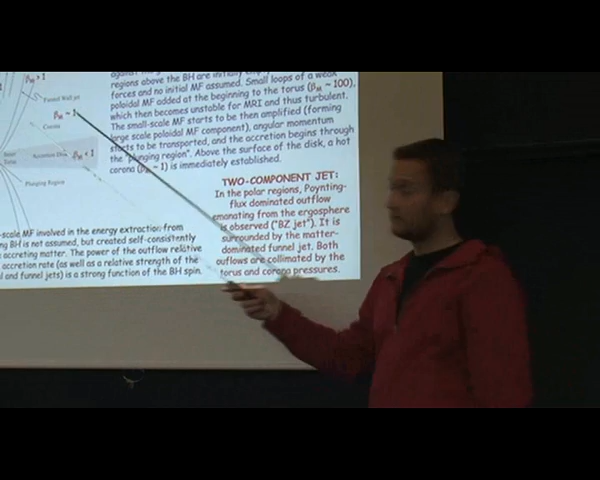 regions above the BH are initially
forces and no initial MF assumed. Small loops of a weak
poloidal MF added at the beginning to the torus (βM ~ 100),
which then becomes unstable for MRI and thus turbulent.
The small-scale MF starts to be then amplified (forming
large scale poloidal MF component), angular momentum
starts to be transported, and the accretion begins through
the "plunging region". Above the surface of the disk, a hot
corona (βM ~ 1) is immediately established.
βM > 1
Funnel Wall jet
βM ~ 1
Corona
Accretion Disk βM < 1
Plunging Region
TWO-COMPONENT JET:
In the polar regions, Poynting-
flux dominated outflow
emanating from the ergosphere
is observed ("BZ jet"). It is
surrounded by the matter-
dominated funnel jet. Both
ouflows are collimated by the
torus and corona pressures.
-scale MF involved in the energy extraction from
ng BH is not assumed, but created self-consistently
accreting matter. The power of the outflow relative
accretion rate (as well as a relative strength of the
l and funnel jets) is a strong function of the BH spin.